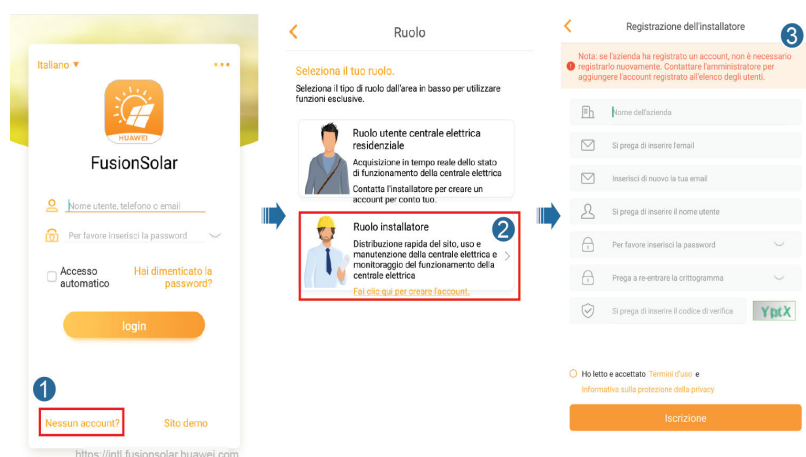 Italiano ▼
HUAWEI
FusionSolar
Nome utente, telefono o email
Per favore inserisci la password
Accesso
automatico
Hai dimenticato la
password?
login
1
Nessun account?
Sito demo
https://intl.fusionsolar.huawei.com
Ruolo
Seleziona il tuo ruolo.
Seleziona il tipo di ruolo dall'area in basso per utilizzare
funzioni esclusive.
Ruolo utente centrale elettrica
residenziale
Acquisizione in tempo reale dello stato
di funzionamento della centrale elettrica
Contatta l'installatore per creare un
account per conto tuo.
2
Ruolo installatore
Distribuzione rapida del sito, uso e
manutenzione della centrale elettrica e
monitoraggio del funzionamento della
centrale elettrica
Fai clic qui per creare l'account.
Registrazione dell'installatore
3
Nota: se l'azienda ha registrato un account, non è necessario
registrarlo nuovamente. Contattare l'amministratore per
aggiungere l'account registrato all'elenco degli utenti.
Nome dell'azienda
Si prega di inserire l'email
Inserisci di nuovo la tua email
Si prega di inserire il nome utente
Per favore inserisci la password
Prega a re-entrare la crittogramma
Si prega di inserire il codice di verifica
YptX
Ho letto e accettato Termini d'uso e
Informativa sulla protezione della privacy
Iscrizione